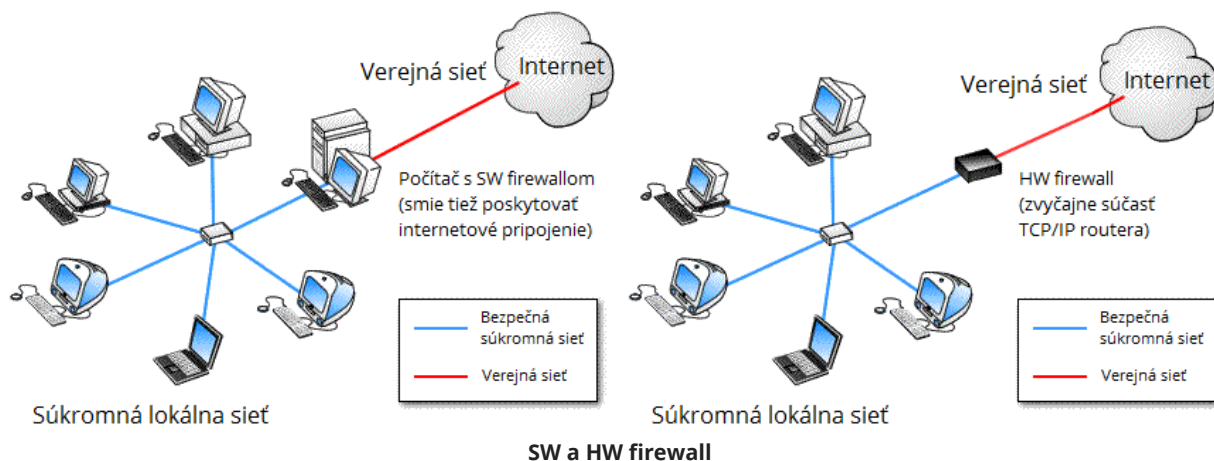 Verejná sieť
Internet
Počítač s SW firewallom
(smie tiež poskytovať
internetové pripojenie)
Bezpečná
súkromná sieť
Verejná sieť
Súkromná lokálna sieť
Verejná sieť
Internet
HW firewall
(zvyčajne súčasť
TCP/IP routera)
Bezpečná
súkromná sieť
Verejná sieť
Súkromná lokálna sieť
SW a HW firewall